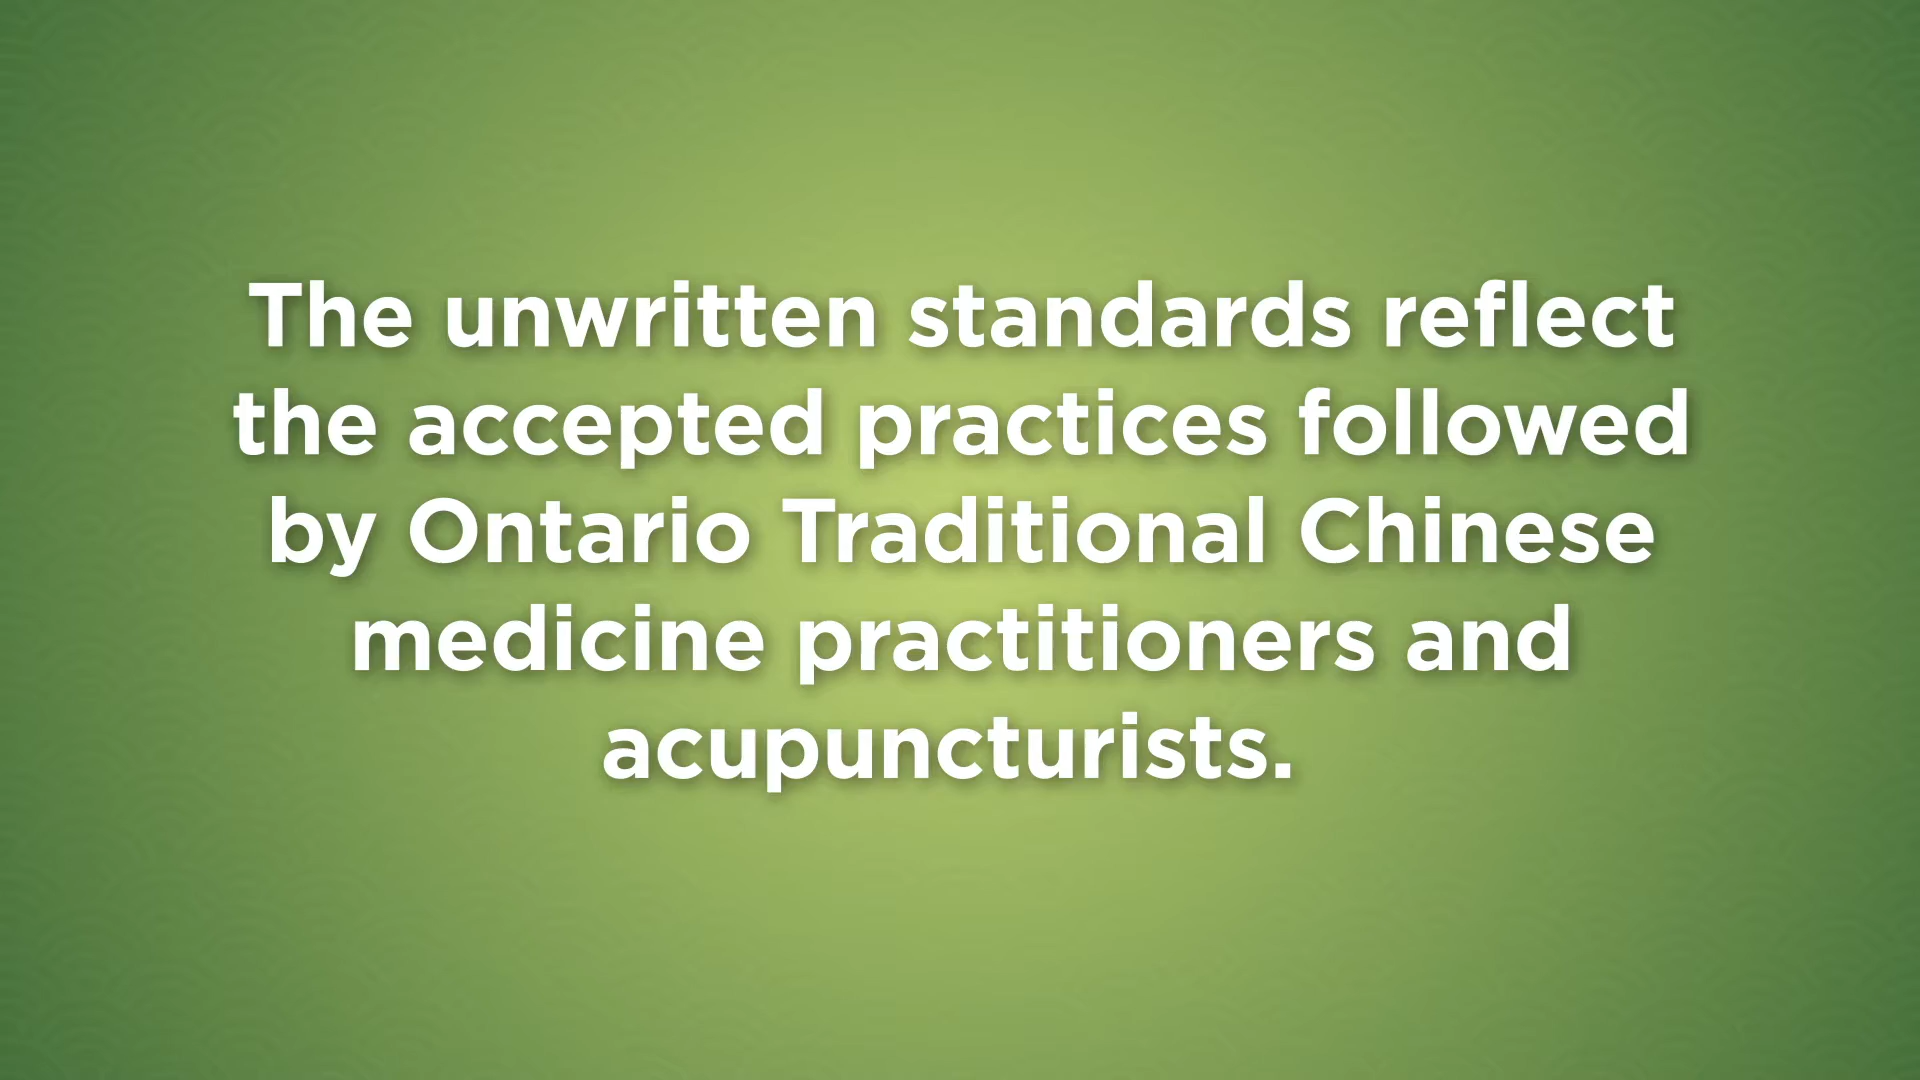 The unwritten standards reflect
the accepted practices followed
by Ontario Traditional Chinese
medicine practitioners and
acupuncturists.